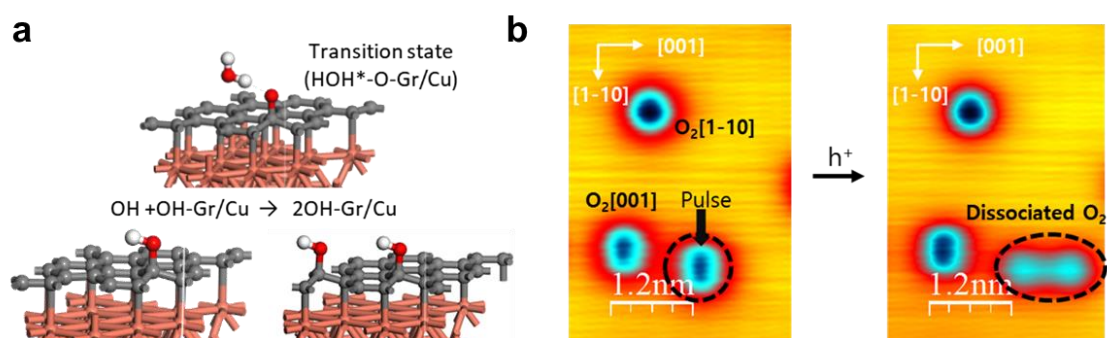 a
Transition state
(HOH*-O-Gr/Cu)
OH +OH-Gr/Cu → 2OH-Gr/Cu
b
[001]
[1-10]
O₂[1-10]
O₂[001]
Pulse
1.2nm
h⁺
[001]
[1-10]
Dissociated O₂
1.2nm